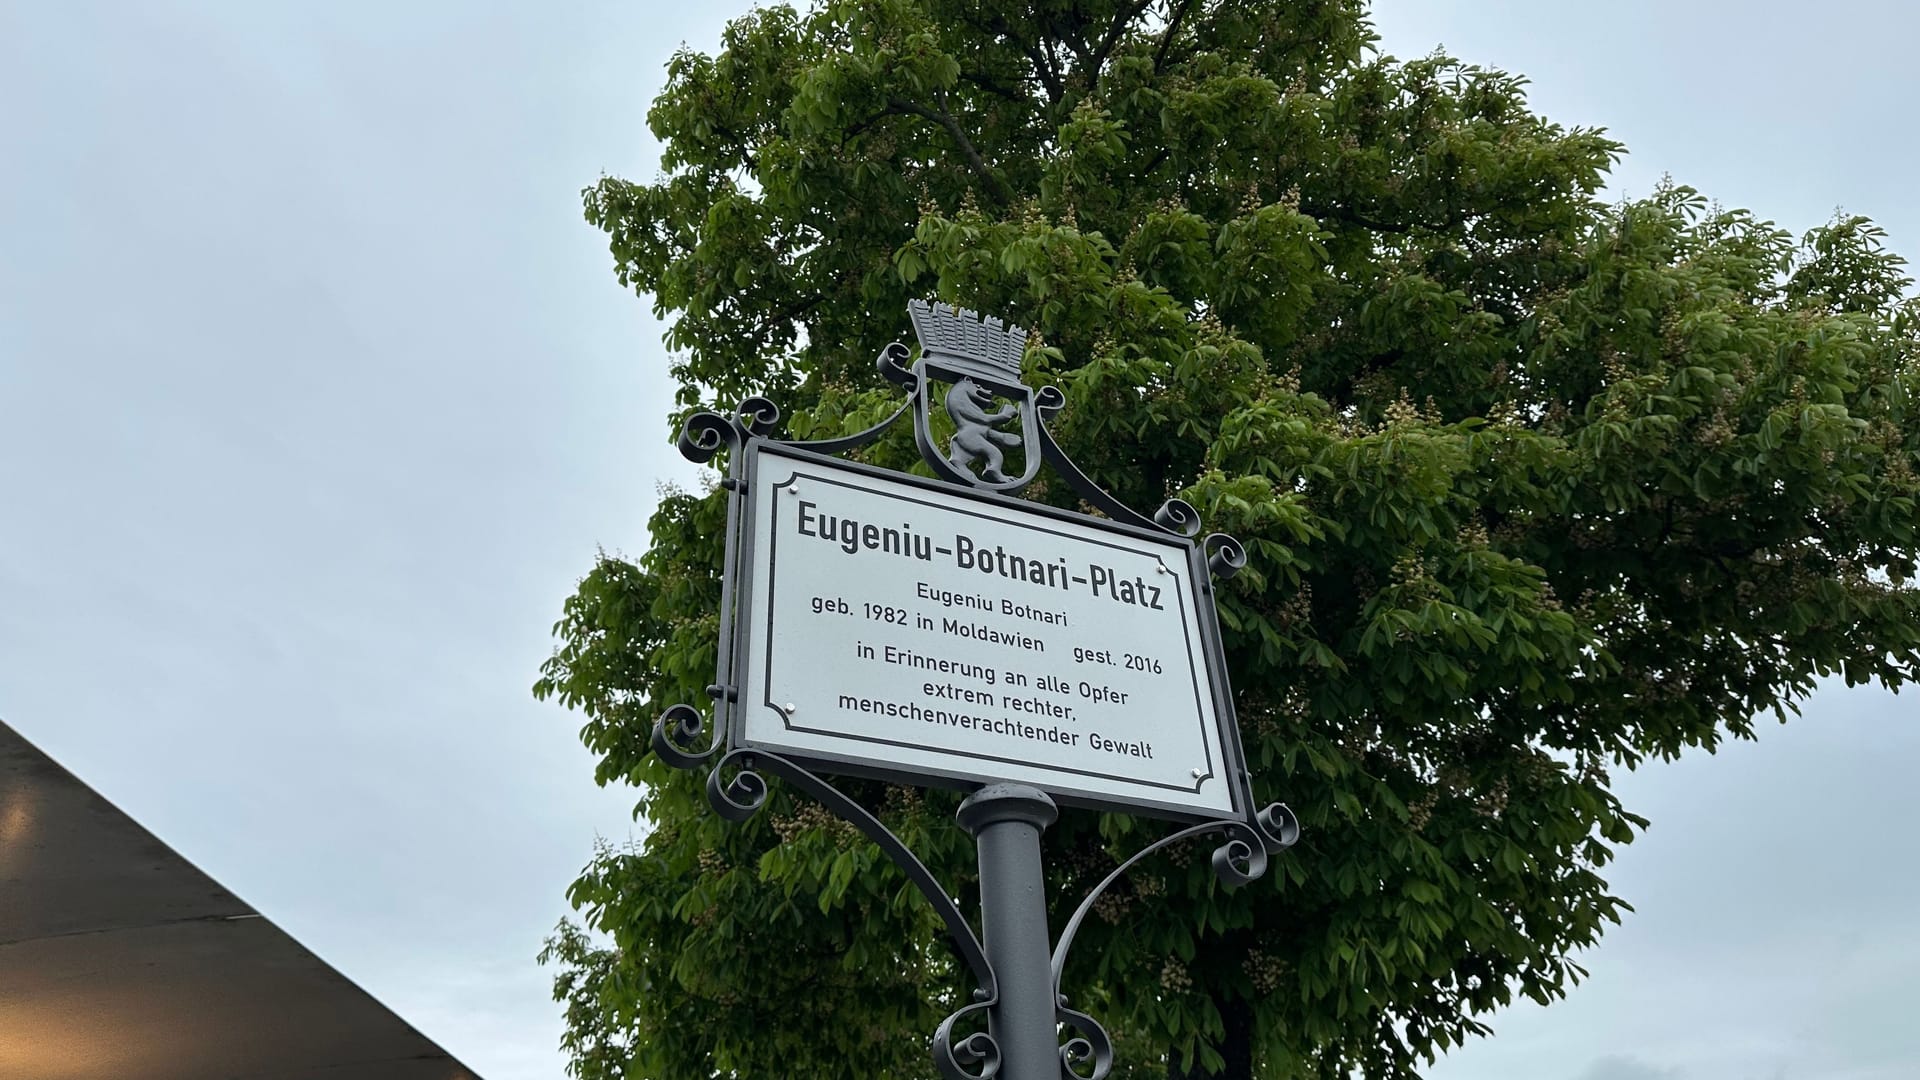 Eugeniu-Botnari-Platz
Eugeniu Botnari
geb. 1982 in Moldawien gest. 2016
in Erinnerung an alle Opfer
extrem rechter,
menschenverachtender Gewalt